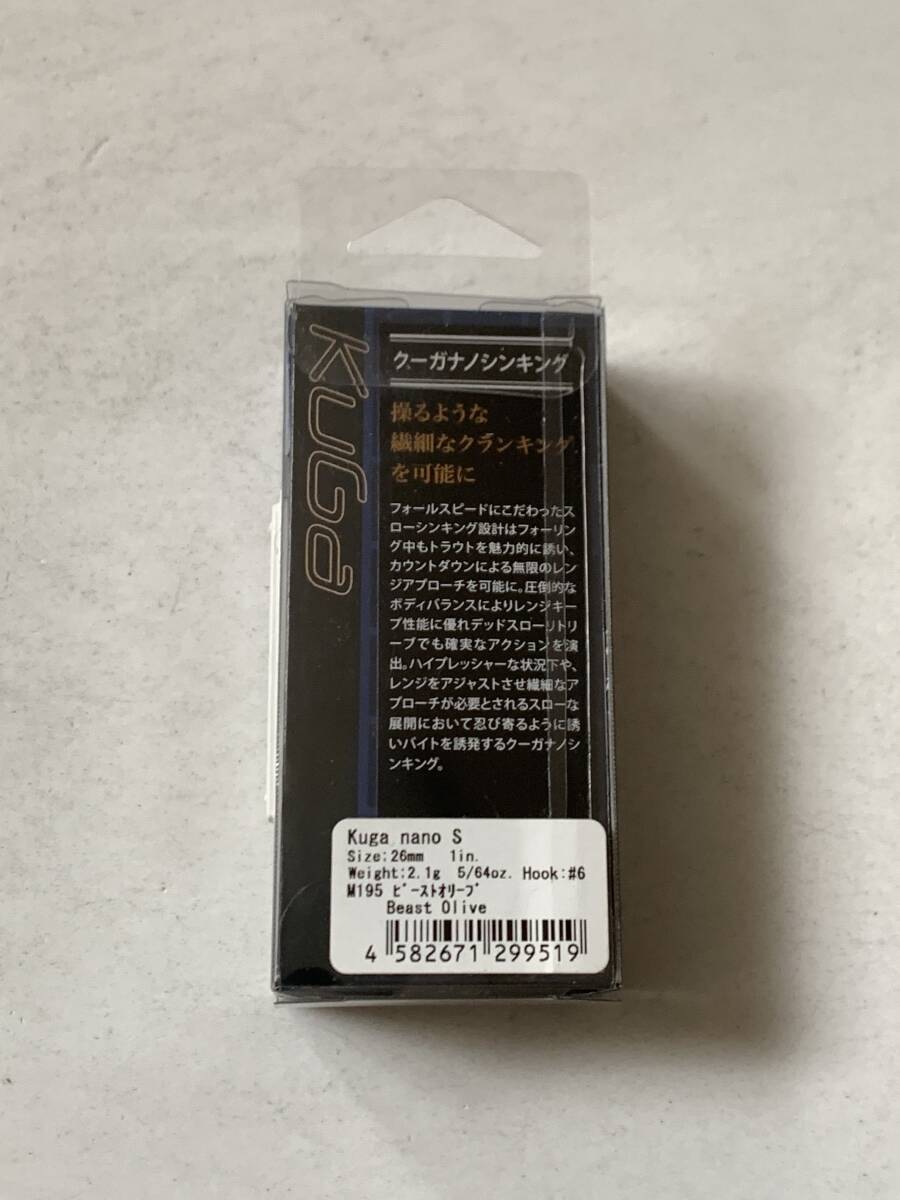 KUGa
クーガナノシンキング
操るような
繊細なクランキング
を可能に
フォールスピードにこだわったス
ローシンキング設計はフォーリン
グ中もトラウトを魅力的に誘い、
カウントダウンによる無限のレン
ジアプローチを可能に。圧倒的な
ボディバランスによりレンジキー
プ性能に優れデッドスローリトリ
ーブでも確実なアクションを演
出。ハイプレッシャーな状況下や、
レンジをアジャストさせ繊細なア
プローチが必要とされるスローな
展開において忍び寄るように誘
いバイトを誘発するクーガナノシ
ンキング。
Kuga nano S
Size:26mm 1in.
Weight:2.1g 5/64oz. Hook:#6
M195 ﾋﾞｰｽﾄｵﾘｰﾌﾞ
Beast Olive
4 582671 299519